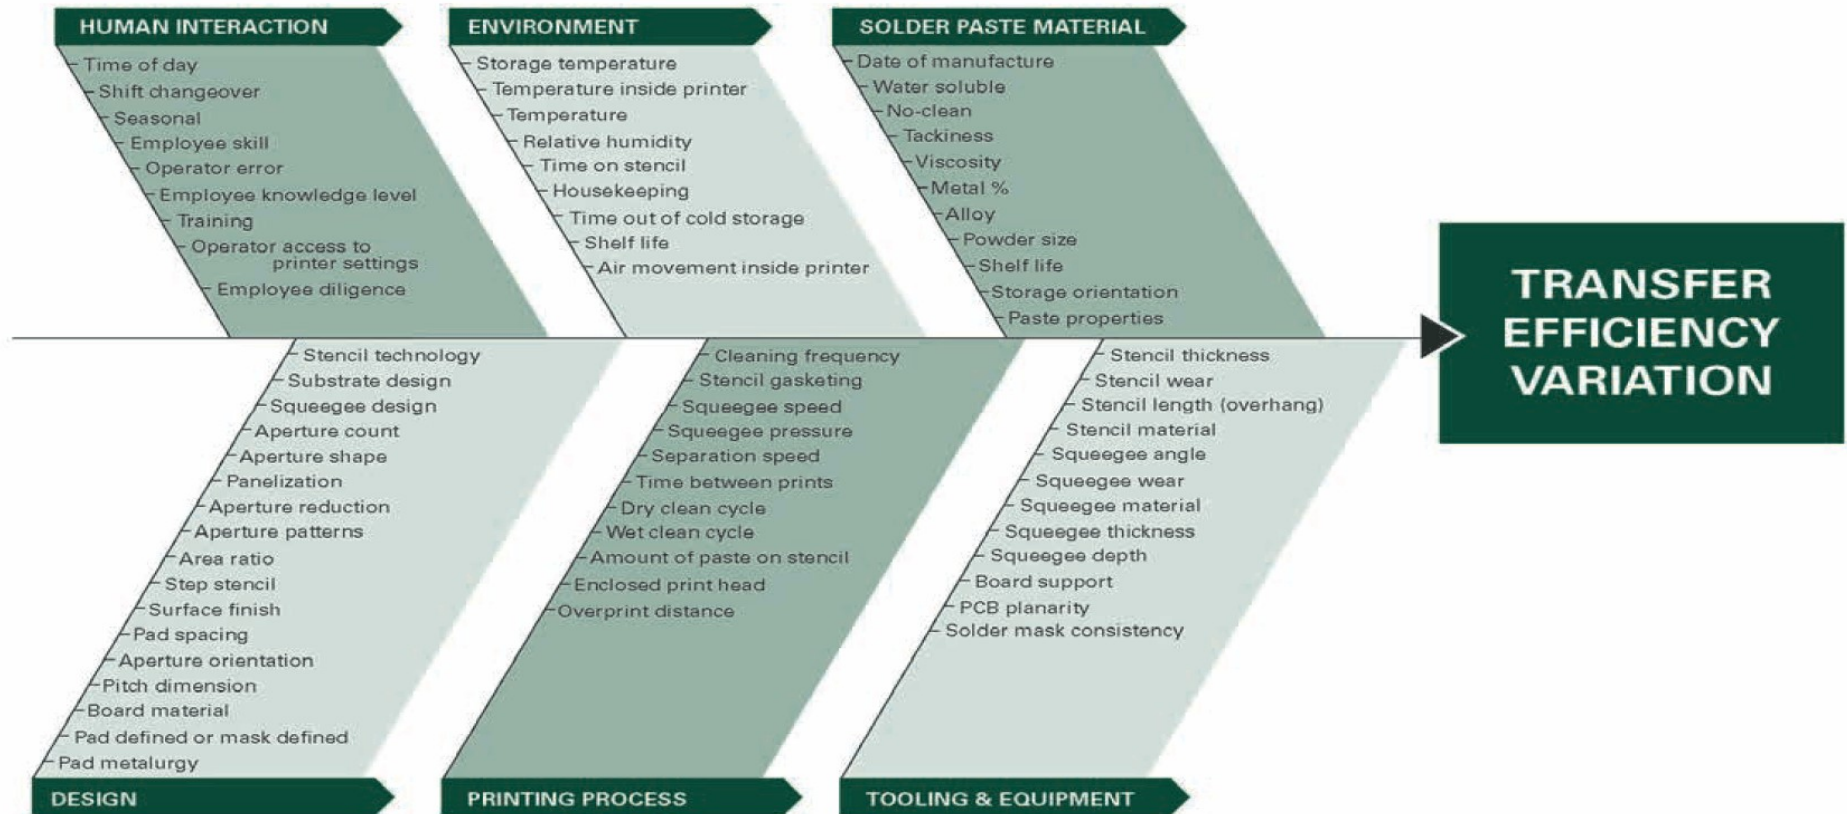 HUMAN INTERACTION
Time of day
Shift changeover
Seasonal
Employee skill
Operator error
Employee knowledge level
Training
Operator access to
printer settings
Employee diligence
ENVIRONMENT
Storage temperature
Temperature inside printer
Temperature
Relative humidity
Time on stencil
Housekeeping
Time out of cold storage
Shelf life
Air movement inside printer
SOLDER PASTE MATERIAL
Date of manufacture
Water soluble
No-clean
Tackiness
Viscosity
Metal %
Alloy
Powder size
Shelf life
Storage orientation
Paste properties
TRANSFER
EFFICIENCY
VARIATION
Stencil technology
Substrate design
Squeegee design
Aperture count
Aperture shape
Panelization
Aperture reduction
Aperture patterns
Area ratio
Step stencil
Surface finish
Pad spacing
Aperture orientation
Pitch dimension
Board material
Pad defined or mask defined
Pad metalurgy
DESIGN
Cleaning frequency
Stencil gasketing
Squeegee speed
Squeegee pressure
Separation speed
Time between prints
Dry clean cycle
Wet clean cycle
Amount of paste on stencil
Enclosed print head
Overprint distance
PRINTING PROCESS
Stencil thickness
Stencil wear
Stencil length (overhang)
Stencil material
Squeegee angle
Squeegee wear
Squeegee material
Squeegee thickness
Squeegee depth
Board support
PCB planarity
Solder mask consistency
TOOLING & EQUIPMENT